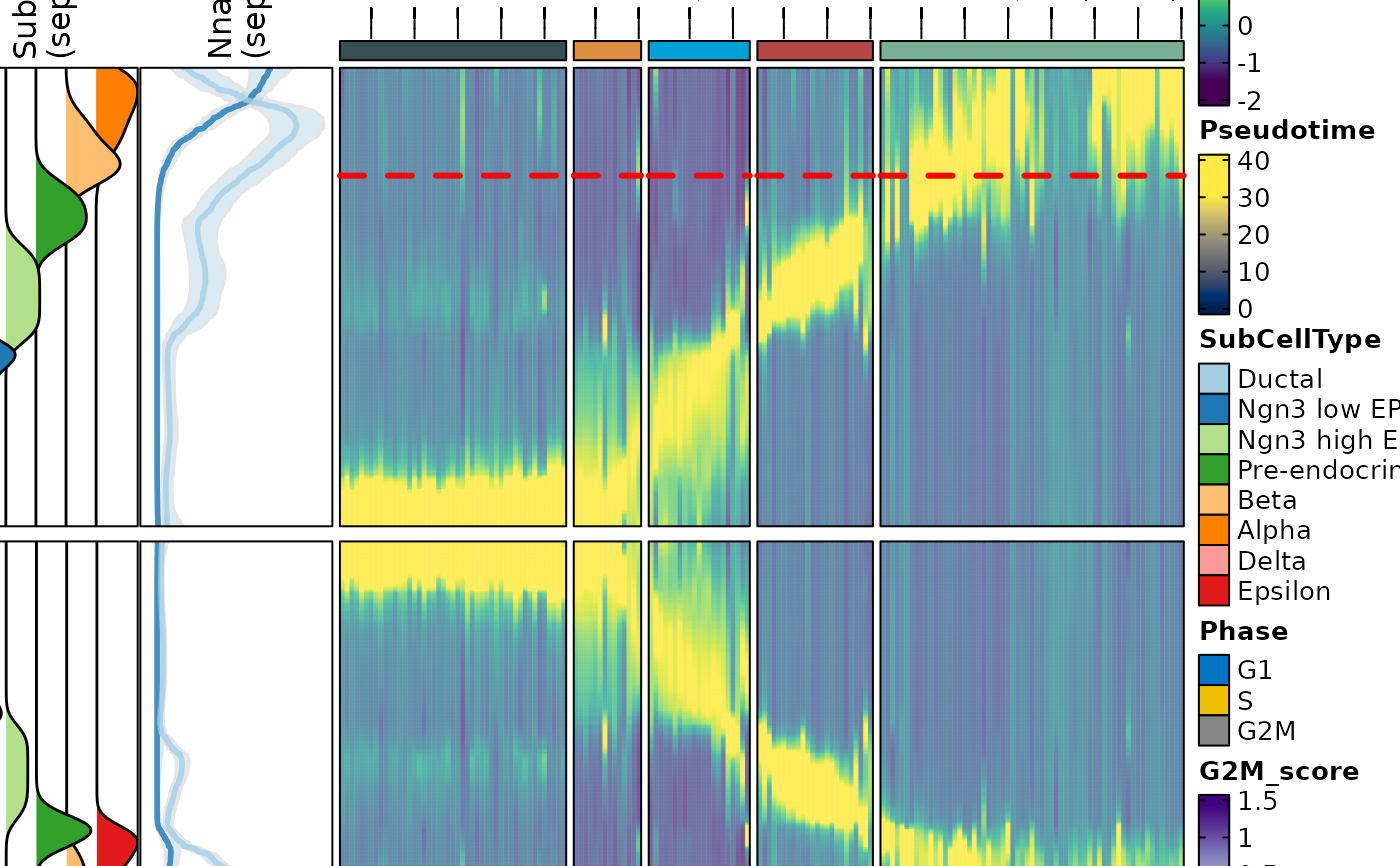 Sub
(sep
Nna
(sep
0
-1
-2
Pseudotime
40
30
20
10
0
SubCellType
Ductal
Ngn3 low EP
Ngn3 high E
Pre-endocrin
Beta
Alpha
Delta
Epsilon
Phase
G1
S
G2M
G2M_score
1.5
1